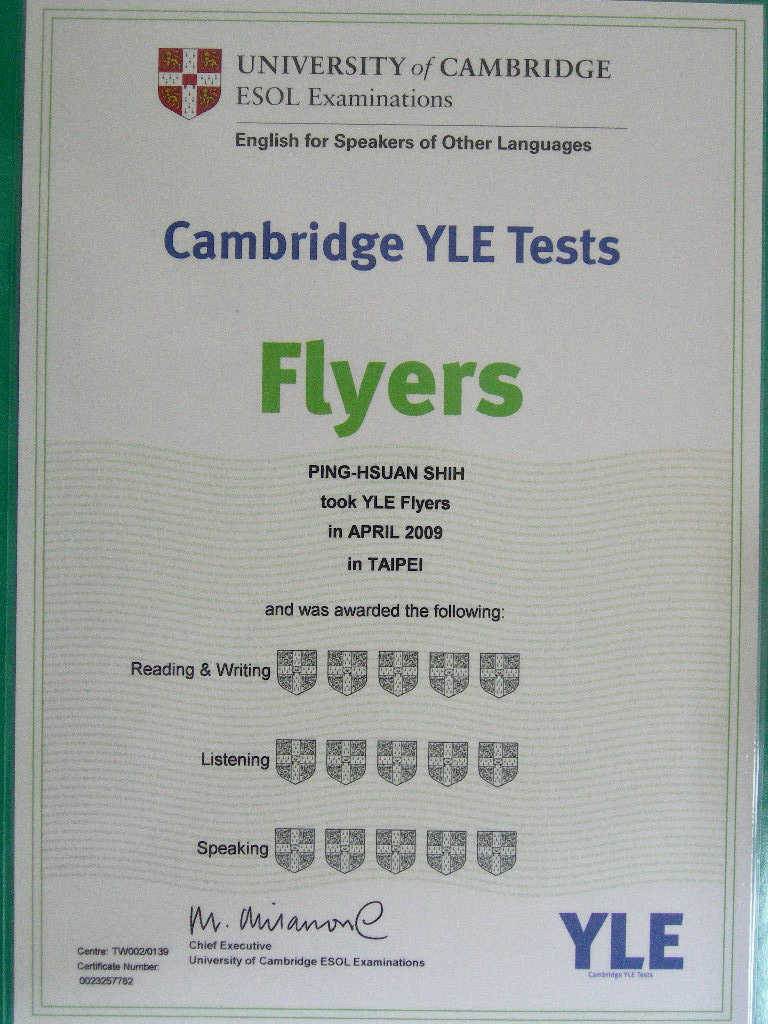 UNIVERSITY of CAMBRIDGE
ESOL Examinations
English for Speakers of Other Languages
Cambridge YLE Tests
Flyers
PING-HSUAN SHIH
took YLE Flyers
in APRIL 2009
in TAIPEI
and was awarded the following:
Reading & Writing
Listening
Speaking
Chief Executive
University of Cambridge ESOL Examinations
Centre: TW002/0139
Certificate Number:
0023257782
YLE
Cambridge YLE Tests